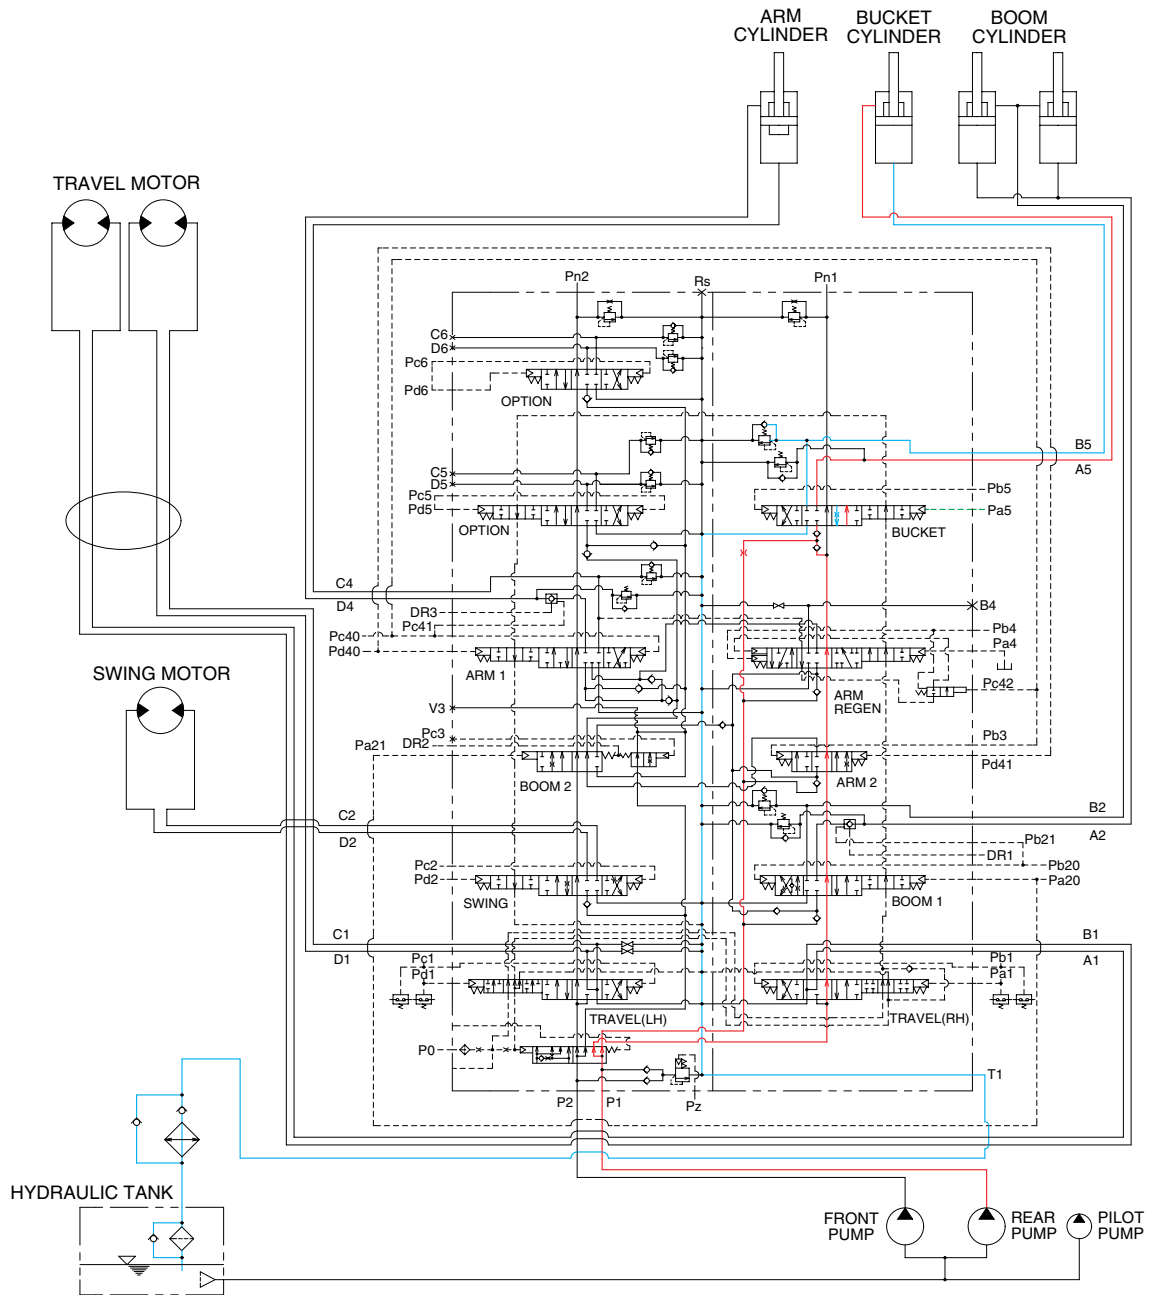 ARM
CYLINDER
BUCKET
CYLINDER
BOOM
CYLINDER
TRAVEL MOTOR
Pn2
Rs
Pn1
C6
D6
Pc6
Pd6
OPTION
B5
A5
C5
D5
Pc5
Pd5
OPTION
Pb5
Pa5
BUCKET
C4
D4
DR3
Pc41
Pc40
Pd40
ARM 1
B4
Pb4
Pa4
Pc42
ARM
REGEN
SWING MOTOR
V3
Pc3
DR2
Pa21
BOOM 2
Pb3
Pd41
ARM 2
C2
D2
B2
A2
Pb21
DR1
Pc2
Pd2
SWING
Pb20
Pa20
BOOM 1
C1
D1
B1
A1
Pc1
Pd1
Pb1
Pa1
TRAVEL(LH)
TRAVEL(RH)
P0
T1
P2
P1
Pz
HYDRAULIC TANK
FRONT
PUMP
REAR
PUMP
PILOT
PUMP